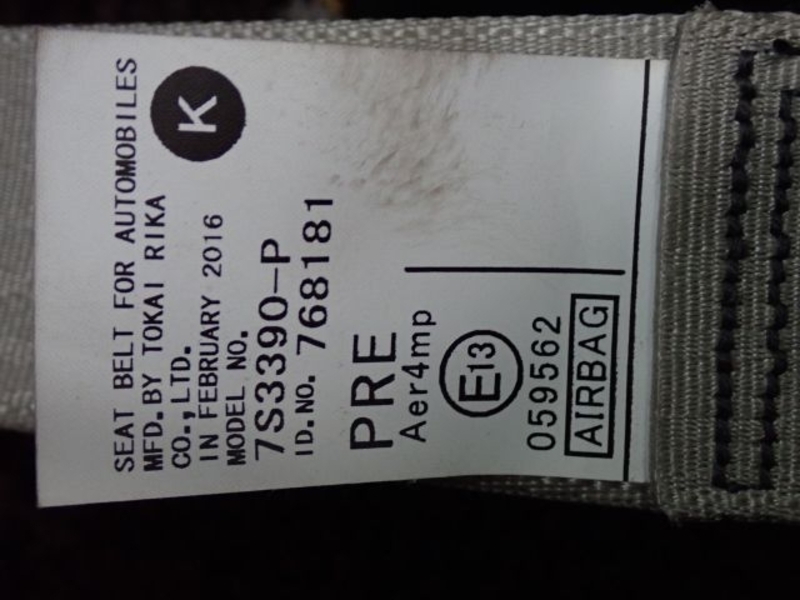 SEAT BELT FOR AUTOMOBILES
MFD.BY TOKAI RIKA
CO.,LTD.
K
IN FEBRUARY 2016
MODEL NO.
7S3390-P
ID.NO. 768181
PRE
Aer4mp
E13
059562
AIRBAG